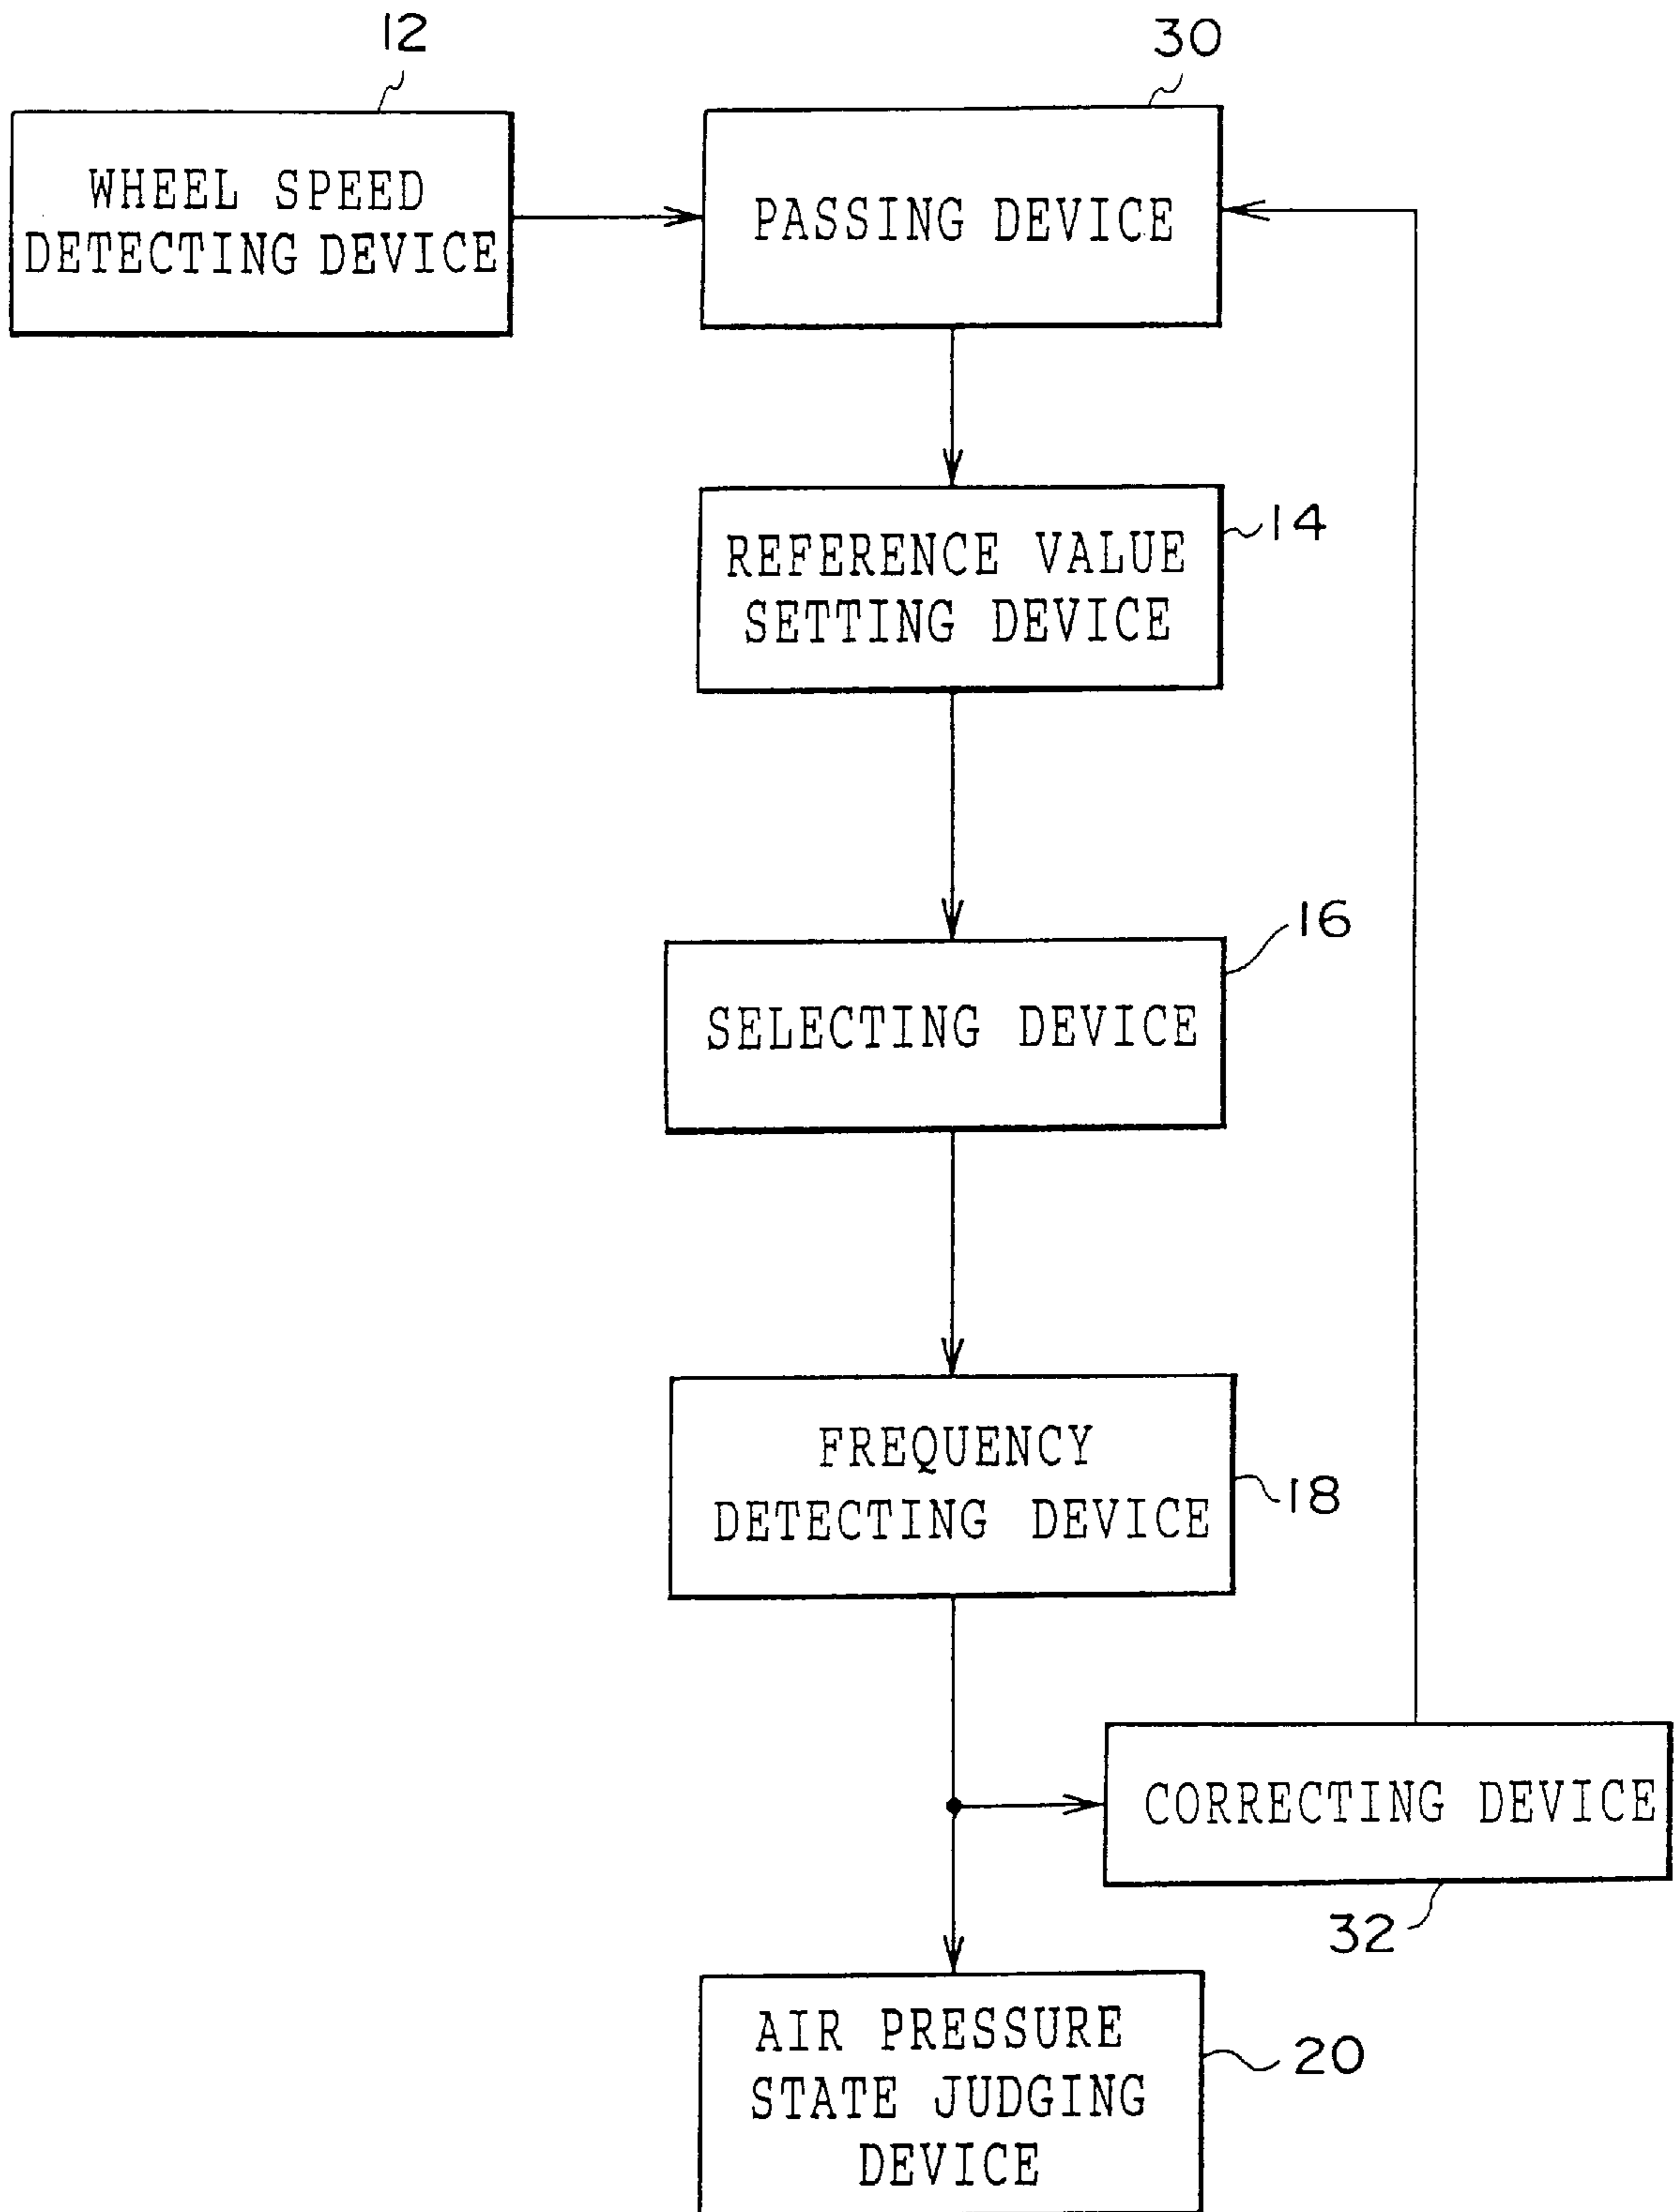 12
WHEEL SPEED
DETECTING DEVICE
30
PASSING DEVICE
14
REFERENCE VALUE
SETTING DEVICE
16
SELECTING DEVICE
18
FREQUENCY
DETECTING DEVICE
CORRECTING DEVICE
32
AIR PRESSURE
STATE JUDGING
DEVICE
20